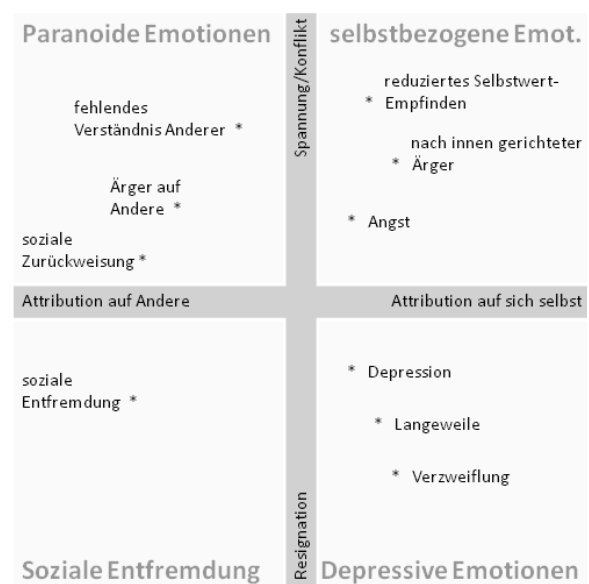 Paranoide Emotionen
fehlendes
Verständnis Anderer *
Ärger auf
Andere *
soziale
Zurückweisung *
Spannung/Konflikt
selbstbezogene Emot.
reduziertes Selbstwert-
* Empfinden
nach innen gerichteter
* Ärger
* Angst
Attribution auf Andere
Attribution auf sich selbst
soziale
Entfremdung *
Soziale Entfremdung
Resignation
* Depression
* Langeweile
* Verzweiflung
Depressive Emotionen